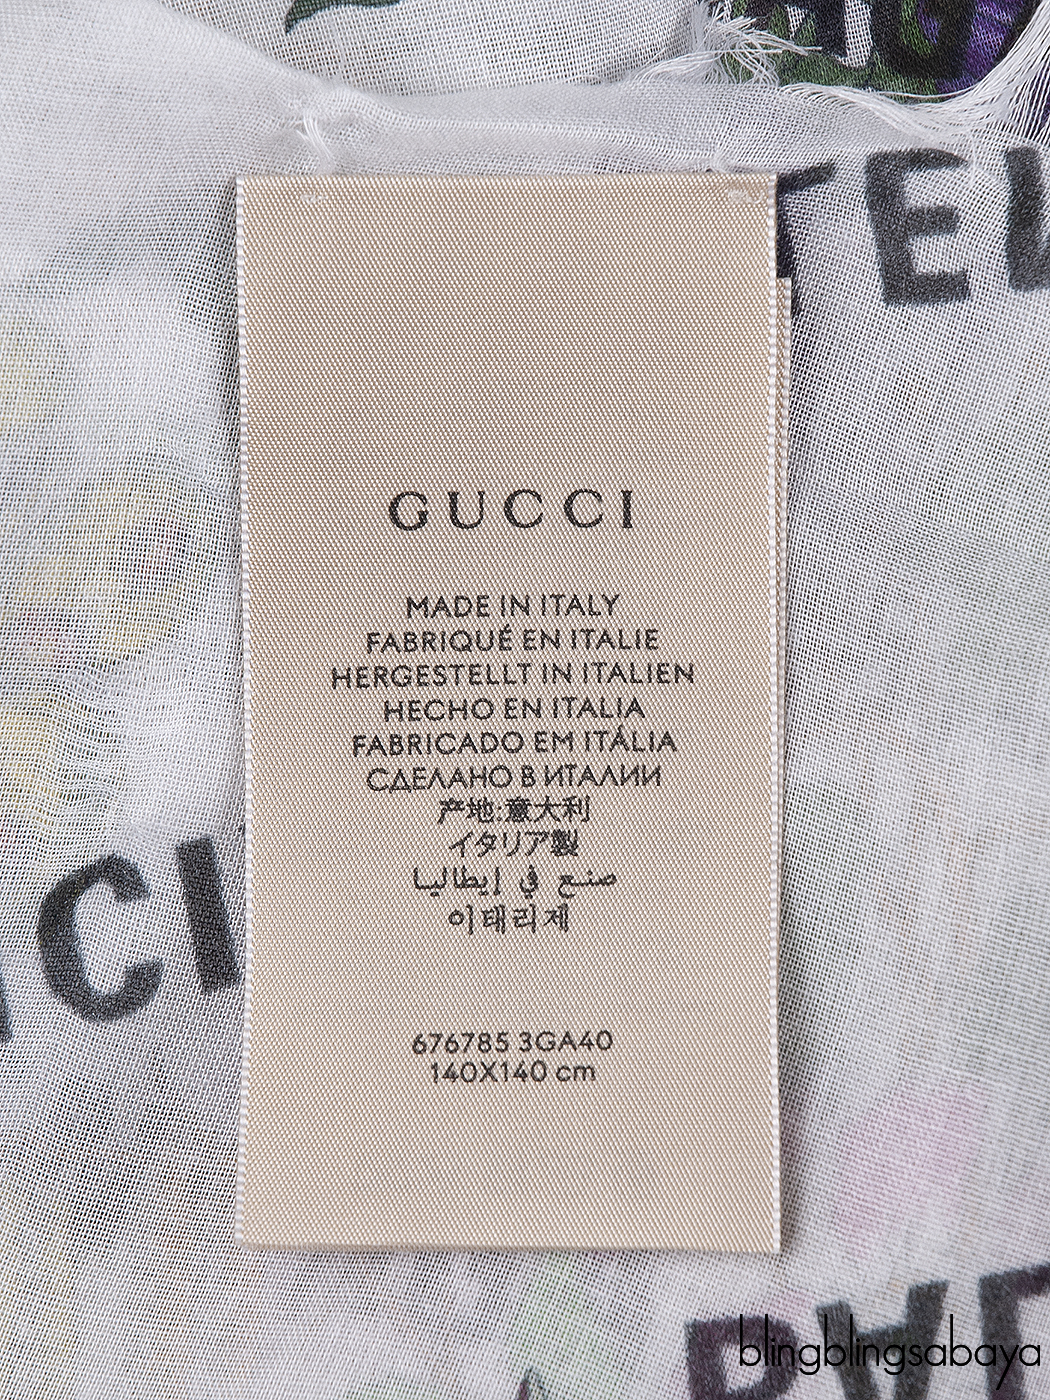 GUCCI
MADE IN ITALY
FABRIQUÉ EN ITALIE
HERGESTELLT IN ITALIEN
HECHO EN ITALIA
FABRICADO EM ITÁLIA
СДЕЛАНО В ИТАЛИИ
产地:意大利
イタリア製
صنع في إيطاليا
이태리제
676785 3GA40
140X140 cm
blingblingsabaya